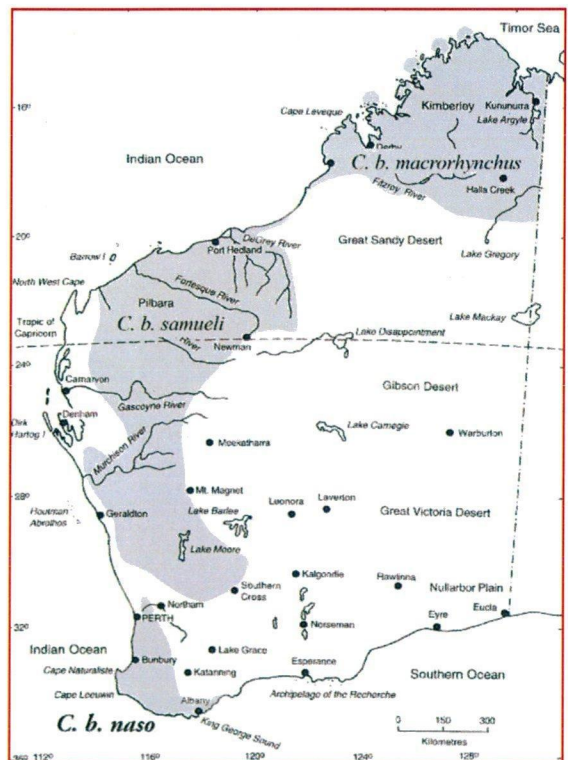 Timor Sea
16°
Kimberley
Kununurra
Lake Argyle
Cape Leveque
Derby
Indian Ocean
C. b. macrorhynchus
Fitzroy River
Halls Creek
20°
DeGrey River
Port Hedland
Great Sandy Desert
Barrow I
Lake Gregory
North West Cape
Fortesque River
Pilbara
Lake Mackay
Tropic of
Capricorn
C. b. samueli
Lake Disappointment
River
Newman
24°
Carnarvon
Gibson Desert
Gascoyne River
Denham
Dirk
Hartog I
Lake Carnegie
Warburton
Murchison River
Meekatharra
28°
Mt. Magnet
Leonora
Laverton
Houtman
Abrolhos
Geraldton
Lake Barlee
Great Victoria Desert
Lake Moore
Kalgondie
Rawlinna
Southern
Cross
Nullarbor Plain
Northam
PERTH
Eucla
32°
Norseman
Eyre
Indian Ocean
Lake Grace
Bunbury
Cape Naturaliste
Katanning
Esperance
Southern Ocean
Cape Leeuwin
Albany
Archipelago of the Recherche
C. b. naso
King George Sound
0 150 300
Kilometres
36° 112° 116° 120° 124° 128°